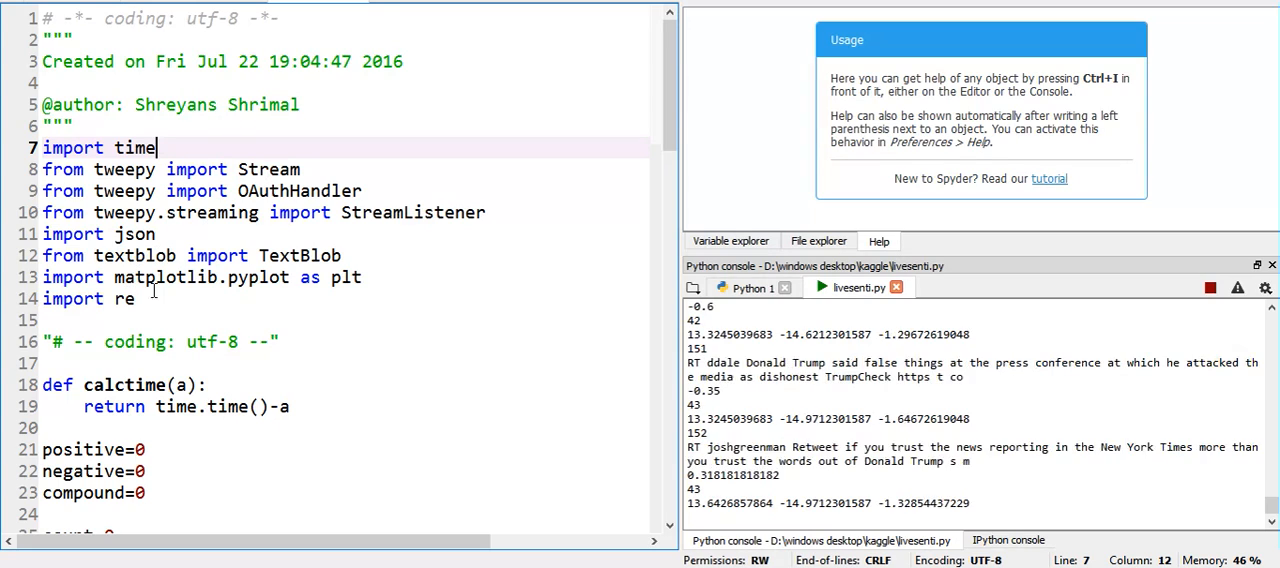 1 # -*- coding: utf-8 -*-
2 """
3 Created on Fri Jul 22 19:04:47 2016
4
5 @author: Shreyans Shrimal
6 """
7 import time
8 from tweepy import Stream
9 from tweepy import OAuthHandler
10 from tweepy.streaming import StreamListener
11 import json
12 from textblob import TextBlob
13 import matplotlib.pyplot as plt
14 import re
15
16 "# -- coding: utf-8 --"
17
18 def calctime(a):
19     return time.time()-a
20
21 positive=0
22 negative=0
23 compound=0
24
Usage
Here you can get help of any object by pressing Ctrl+I in
front of it, either on the Editor or the Console.
Help can also be shown automatically after writing a left
parenthesis next to an object. You can activate this
behavior in Preferences > Help.
New to Spyder? Read our tutorial
Variable explorer File explorer Help
Python console - D:\windows desktop\kaggle\livesenti.py
Python 1 livesenti.py
-0.6
42
13.3245039683 -14.6212301587 -1.29672619048
151
RT ddale Donald Trump said false things at the press conference at which he attacked th
e media as dishonest TrumpCheck https t co
-0.35
43
13.3245039683 -14.9712301587 -1.64672619048
152
RT joshgreenman Retweet if you trust the news reporting in the New York Times more than
you trust the words out of Donald Trump s m
0.318181818182
43
13.6426857864 -14.9712301587 -1.32854437229
Python console - D:\windows desktop\kaggle\livesenti.py IPython console
Permissions: RW End-of-lines: CRLF Encoding: UTF-8 Line: 7 Column: 12 Memory: 46 %